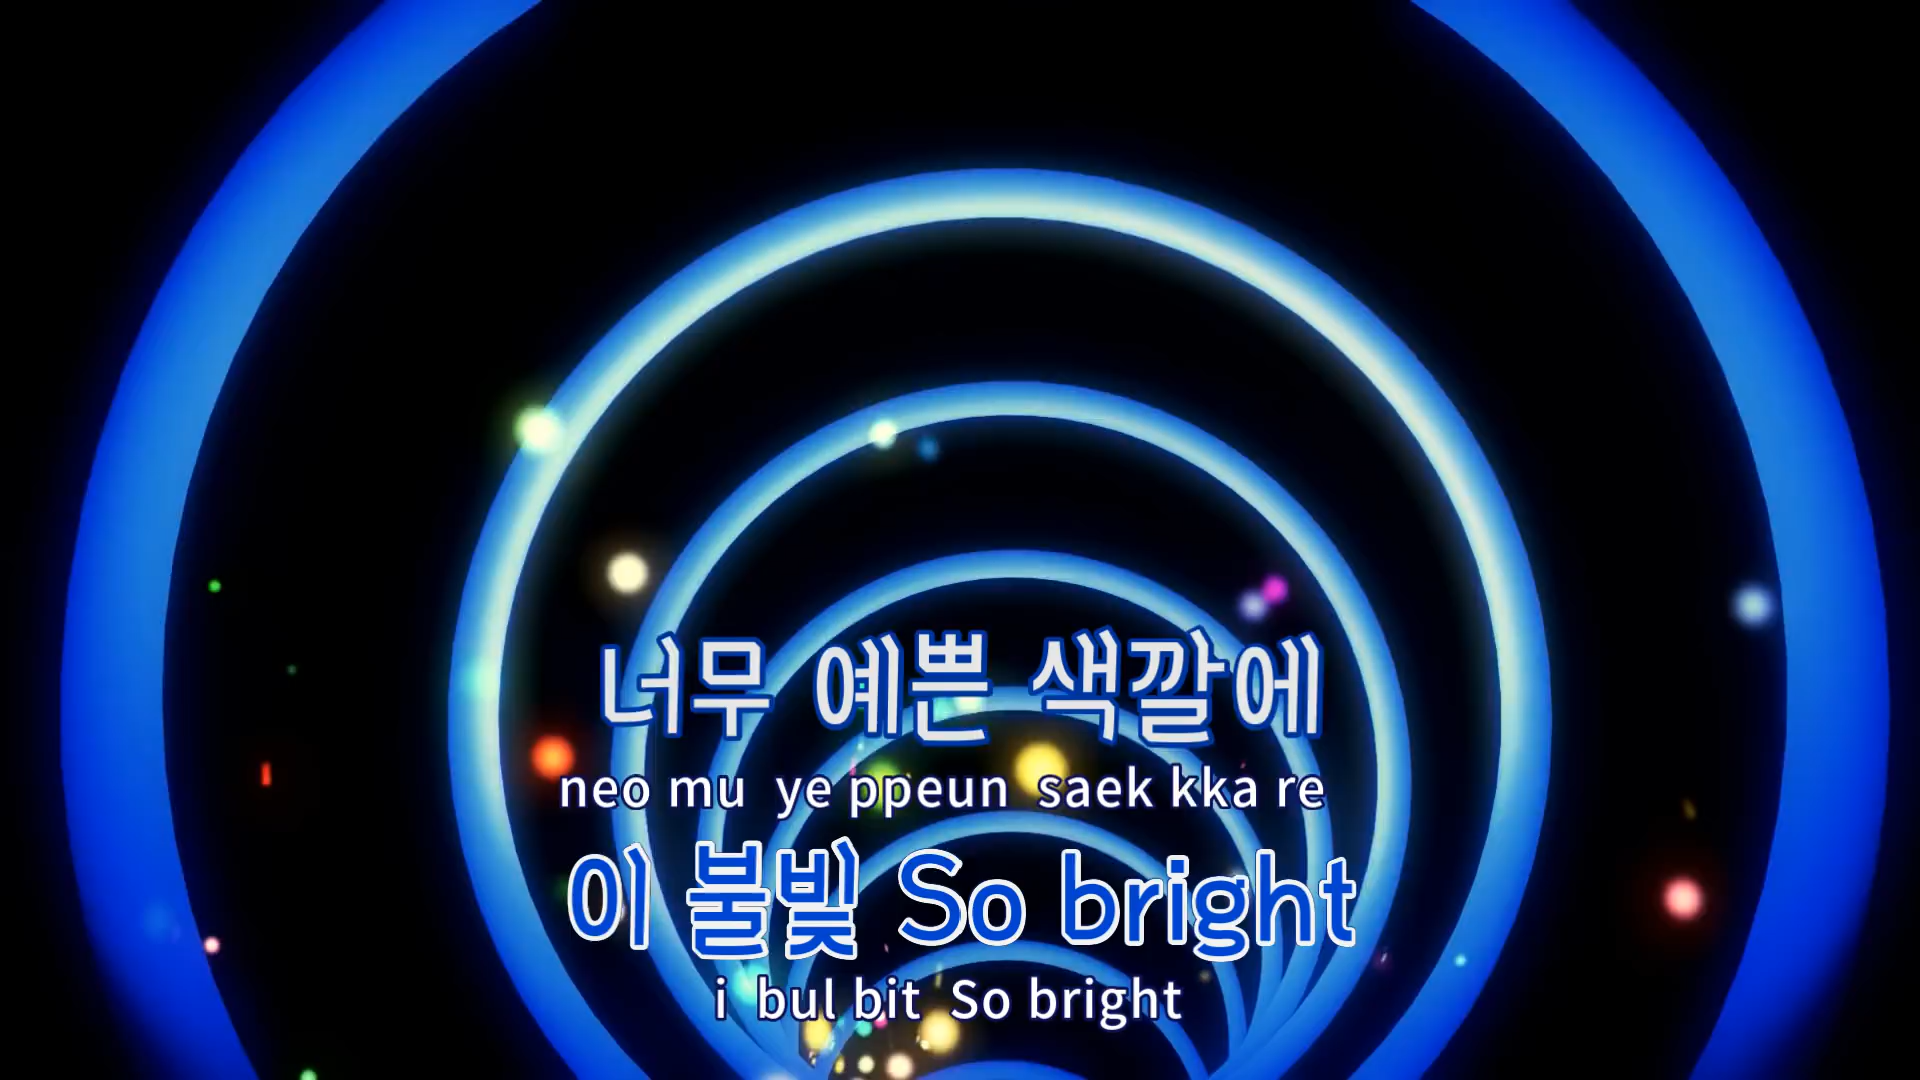 너무 예쁜 색깔에
neo mu ye ppeun saek kka re
이 불빛 So bright
i bul bit So bright